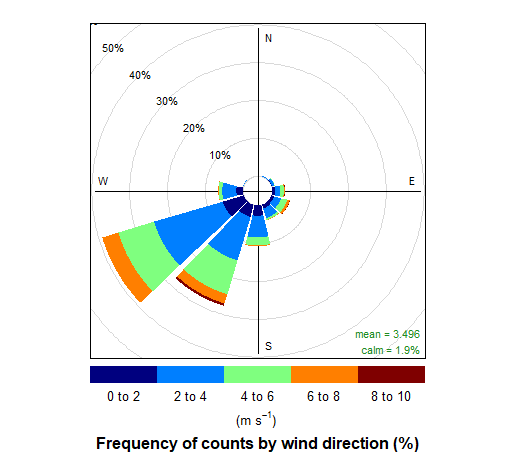 N
50%
40%
30%
20%
10%
W
E
S
mean = 3.496
calm = 1.9%
0 to 2
2 to 4
4 to 6
6 to 8
8 to 10
(m s⁻¹)
Frequency of counts by wind direction (%)